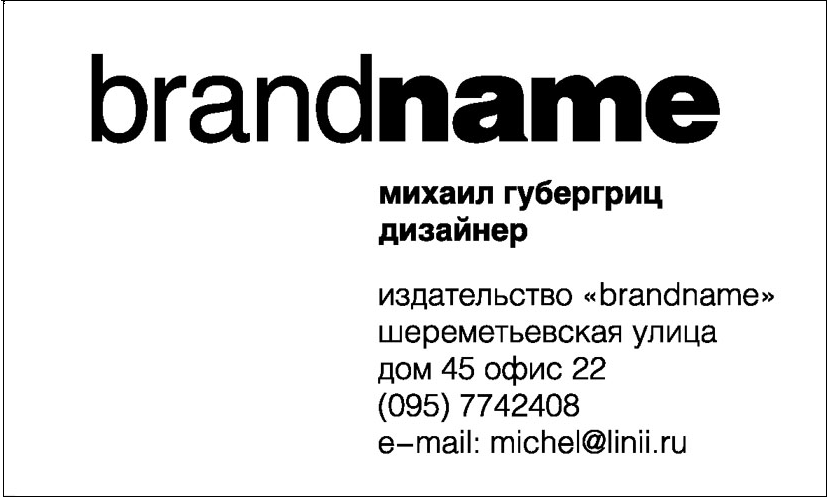 brandname
михаил губергриц
дизайнер
издательство «brandname»
шереметьевская улица
дом 45 офис 22
(095) 7742408
e–mail: michel@linii.ru